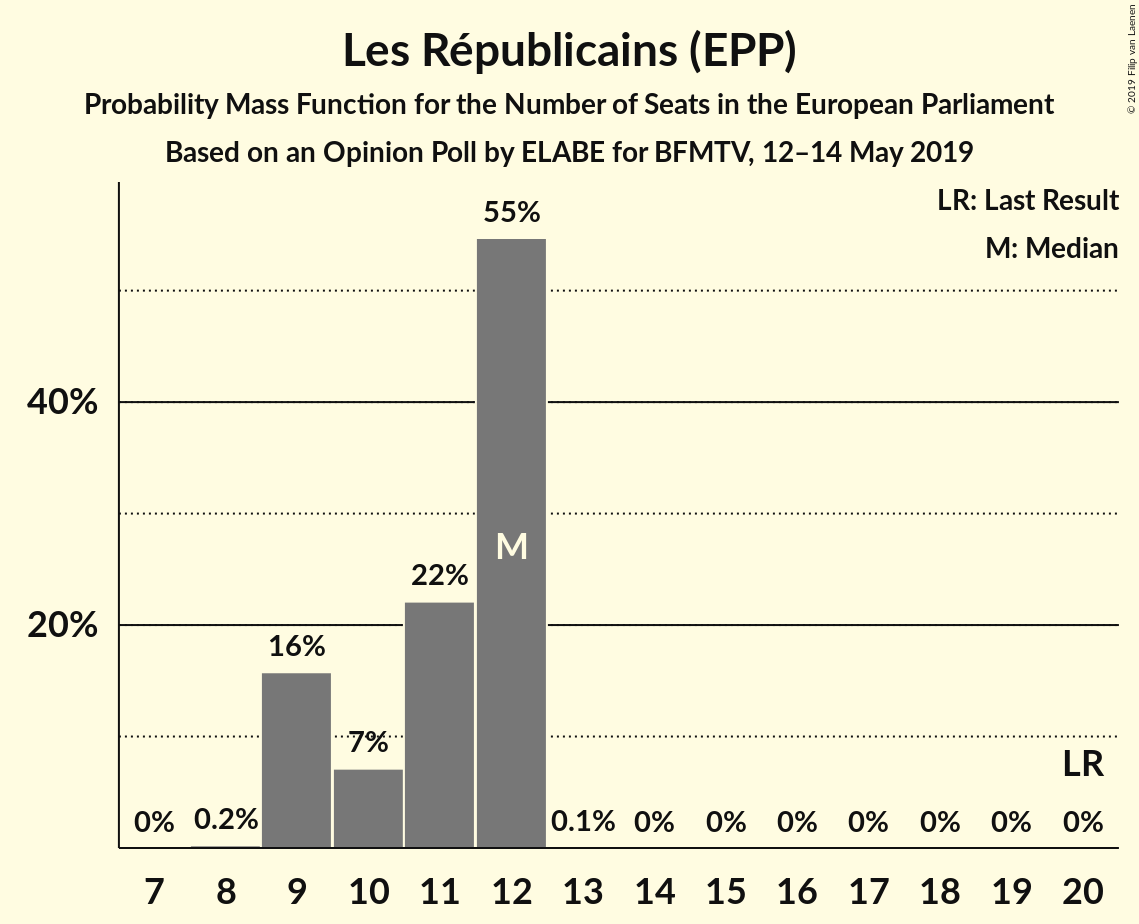 Les Républicains (EPP)
Probability Mass Function for the Number of Seats in the European Parliament
Based on an Opinion Poll by ELABE for BFMTV, 12–14 May 2019
© 2019 Filip van Laenen
LR: Last Result
M: Median
55%
40%
M
22%
20%
16%
7%
LR
0% 0.2% 0.1% 0% 0% 0% 0% 0% 0% 0%
7 8 9 10 11 12 13 14 15 16 17 18 19 20